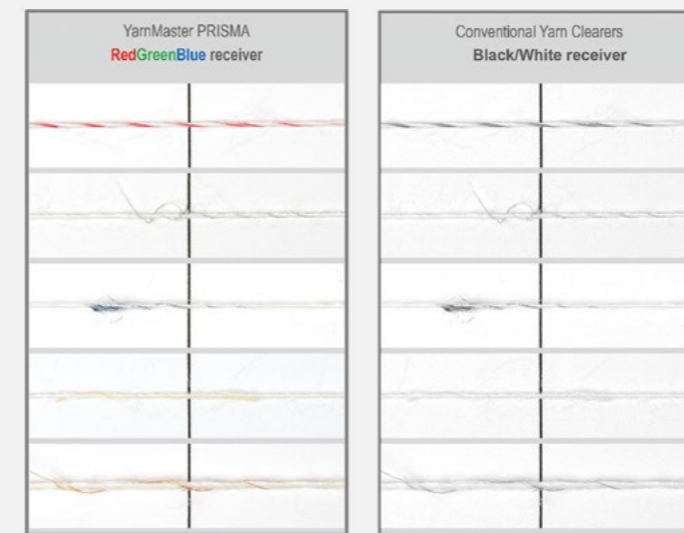 YarnMaster PRISMA
RedGreenBlue receiver
Conventional Yarn Clearers
Black/White receiver